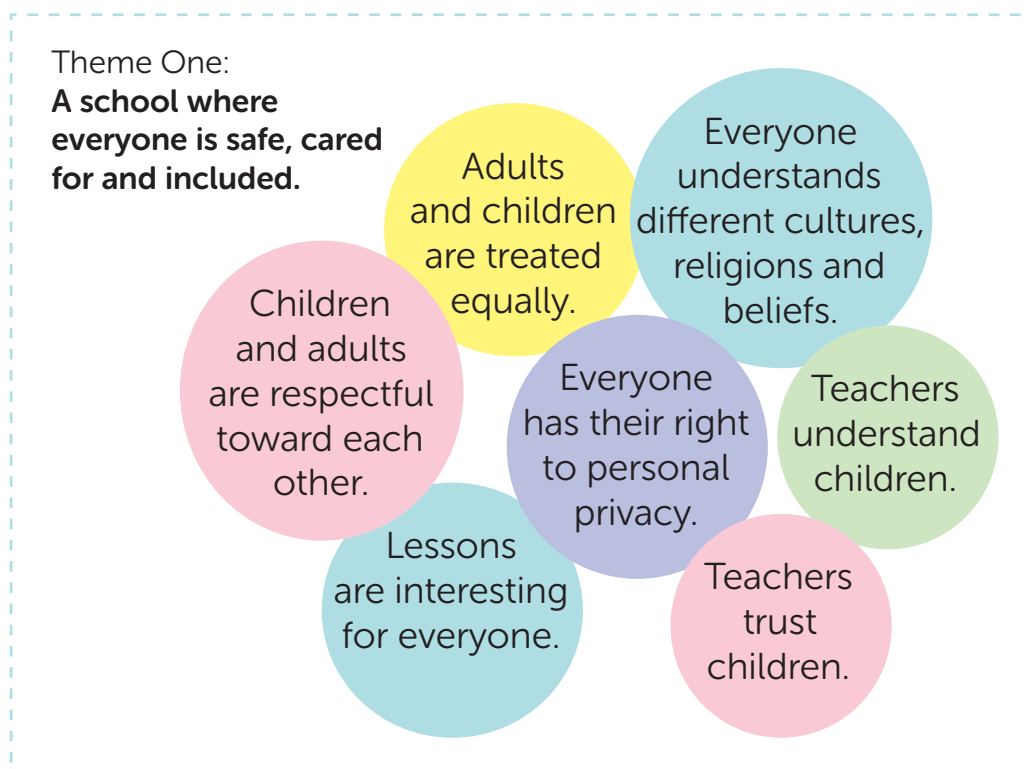 Theme One:
A school where
everyone is safe, cared
for and included.
Adults
and children
are treated
equally.
Everyone
understands
different cultures,
religions and
beliefs.
Children
and adults
are respectful
toward each
other.
Everyone
has their right
to personal
privacy.
Teachers
understand
children.
Lessons
are interesting
for everyone.
Teachers
trust
children.